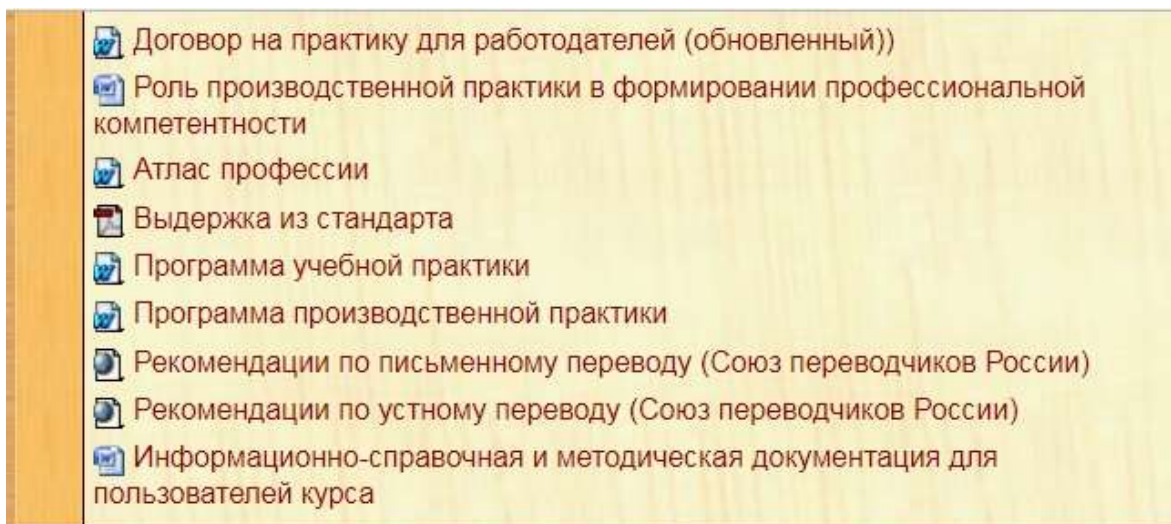 Договор на практику для работодателей (обновленный))
Роль производственной практики в формировании профессиональной
компетентности
Атлас профессии
Выдержка из стандарта
Программа учебной практики
Программа производственной практики
Рекомендации по письменному переводу (Союз переводчиков России)
Рекомендации по устному переводу (Союз переводчиков России)
Информационно-справочная и методическая документация для
пользователей курса